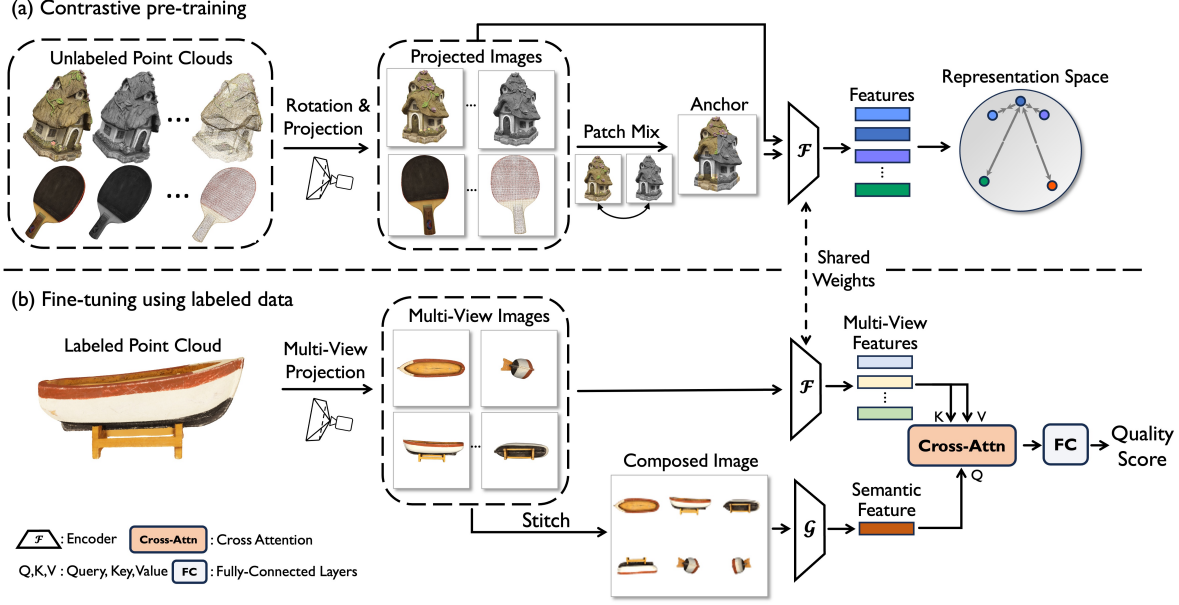 (a) Contrastive pre-training
Unlabeled Point Clouds
...
Rotation &
Projection
Projected Images
...
...
Patch Mix
Anchor
ℱ
Features
...
Representation Space
Shared
Weights
(b) Fine-tuning using labeled data
Labeled Point Cloud
Multi-View
Projection
Multi-View Images
...
Stitch
Composed Image
ℱ
Multi-View
Features
...
K
V
Cross-Attn
FC
Quality
Score
Q
𝒢
Semantic
Feature
ℱ : Encoder
Cross-Attn : Cross Attention
Q,K,V : Query, Key, Value
FC : Fully-Connected Layers